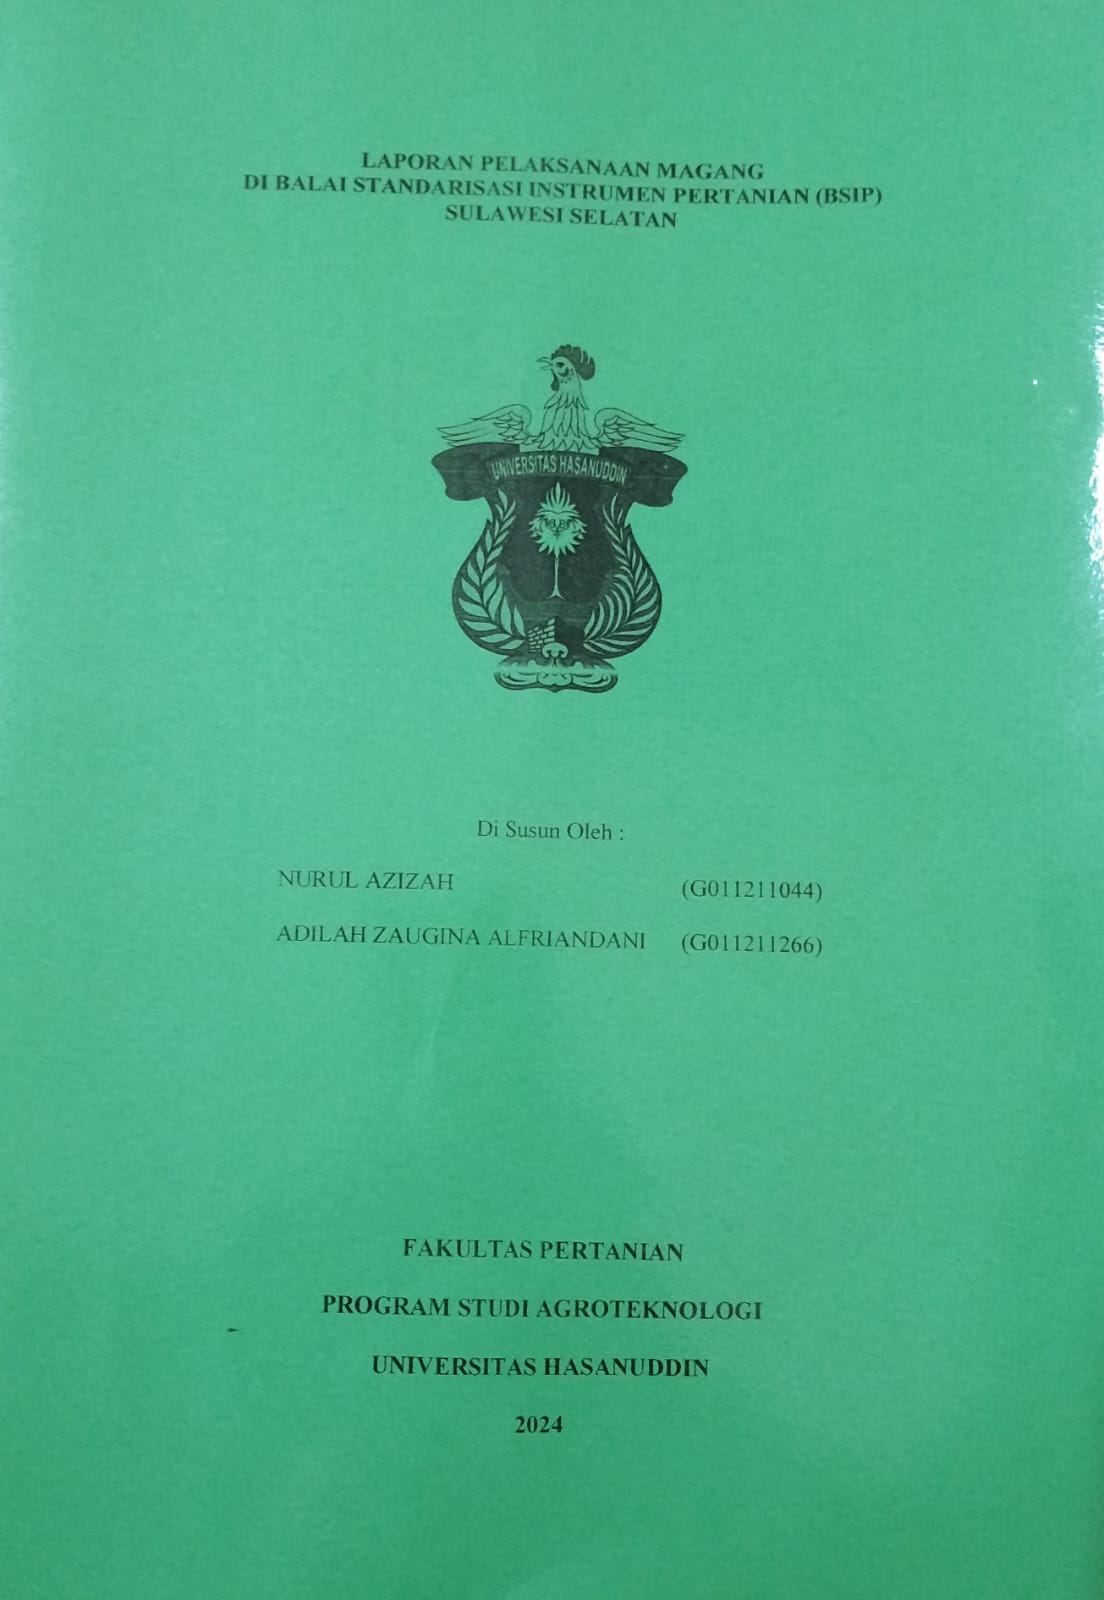 LAPORAN PELAKSANAAN MAGANG
DI BALAI STANDARISASI INSTRUMEN PERTANIAN (BSIP)
SULAWESI SELATAN
UNIVERSITAS HASANUDDIN
Di Susun Oleh :
NURUL AZIZAH (G011211044)
ADILAH ZAUGINA ALFRIANDANI (G011211266)
FAKULTAS PERTANIAN
PROGRAM STUDI AGROTEKNOLOGI
UNIVERSITAS HASANUDDIN
2024